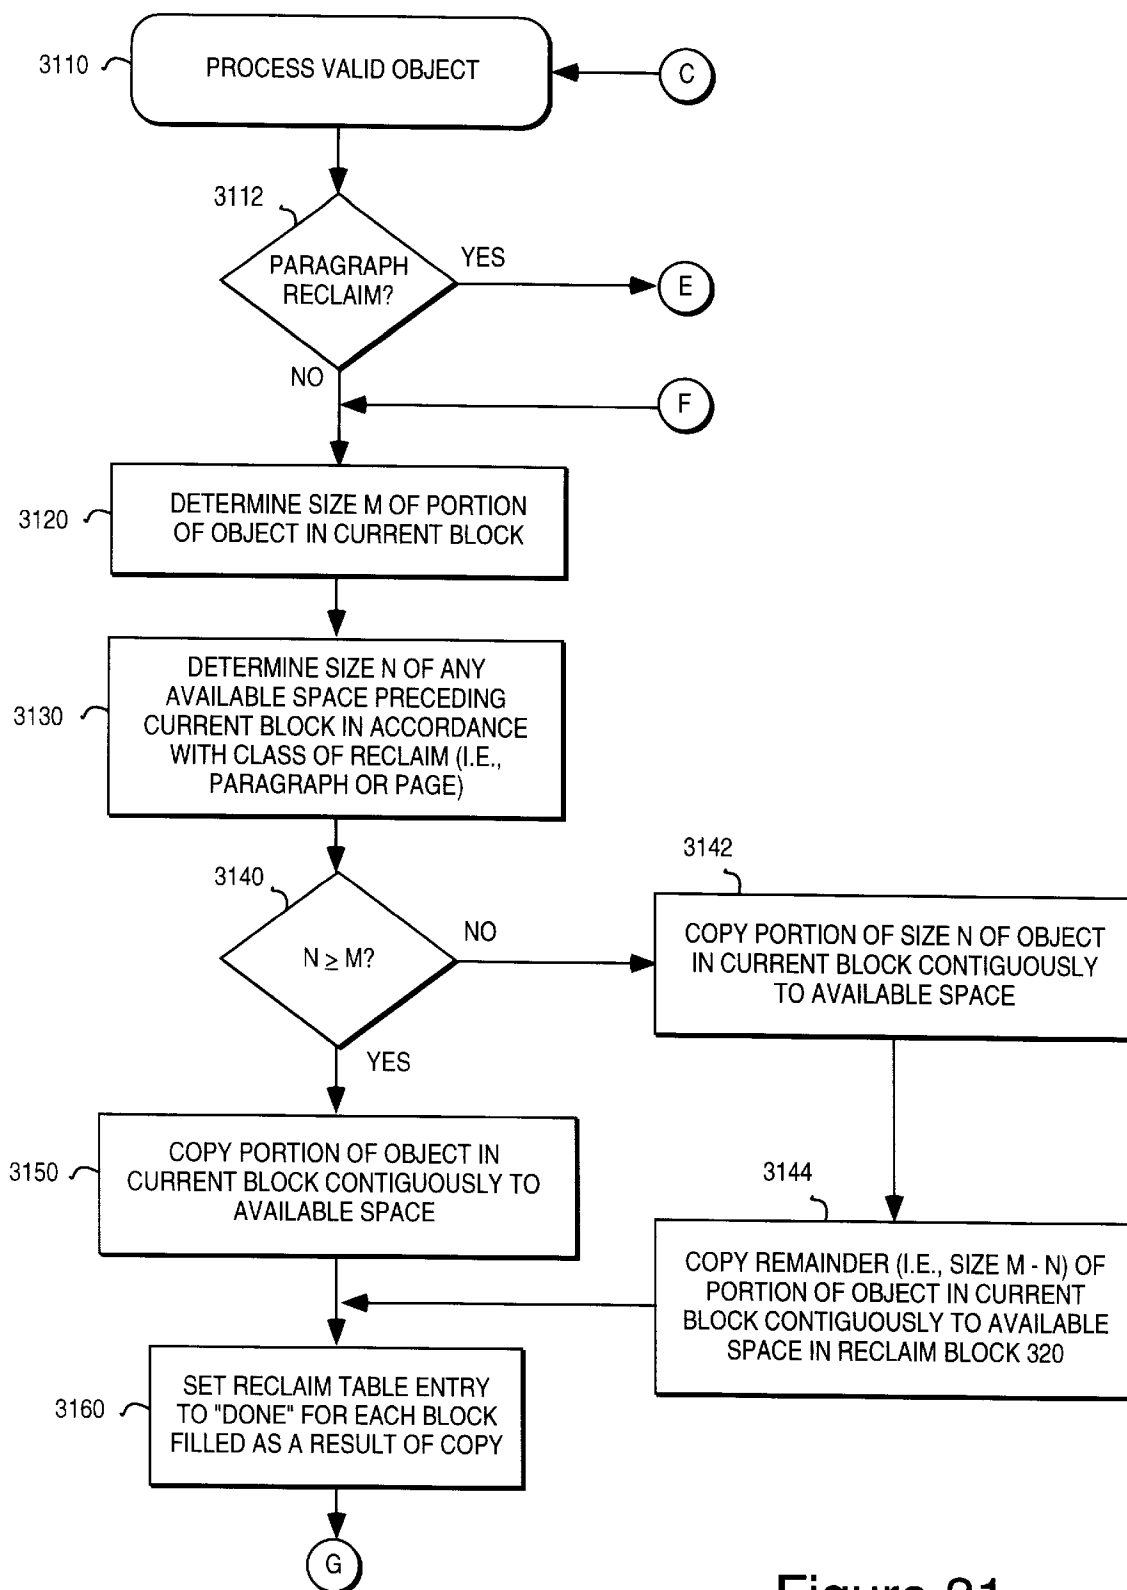 3110
PROCESS VALID OBJECT
C
3112
PARAGRAPH
RECLAIM?
YES
E
NO
F
3120
DETERMINE SIZE M OF PORTION
OF OBJECT IN CURRENT BLOCK
3130
DETERMINE SIZE N OF ANY
AVAILABLE SPACE PRECEDING
CURRENT BLOCK IN ACCORDANCE
WITH CLASS OF RECLAIM (I.E.,
PARAGRAPH OR PAGE)
3140
N ≥ M?
NO
3142
COPY PORTION OF SIZE N OF OBJECT
IN CURRENT BLOCK CONTIGUOUSLY
TO AVAILABLE SPACE
YES
3150
COPY PORTION OF OBJECT IN
CURRENT BLOCK CONTIGUOUSLY TO
AVAILABLE SPACE
3144
COPY REMAINDER (I.E., SIZE M - N) OF
PORTION OF OBJECT IN CURRENT
BLOCK CONTIGUOUSLY TO AVAILABLE
SPACE IN RECLAIM BLOCK 320
3160
SET RECLAIM TABLE ENTRY
TO "DONE" FOR EACH BLOCK
FILLED AS A RESULT OF COPY
G
Figure